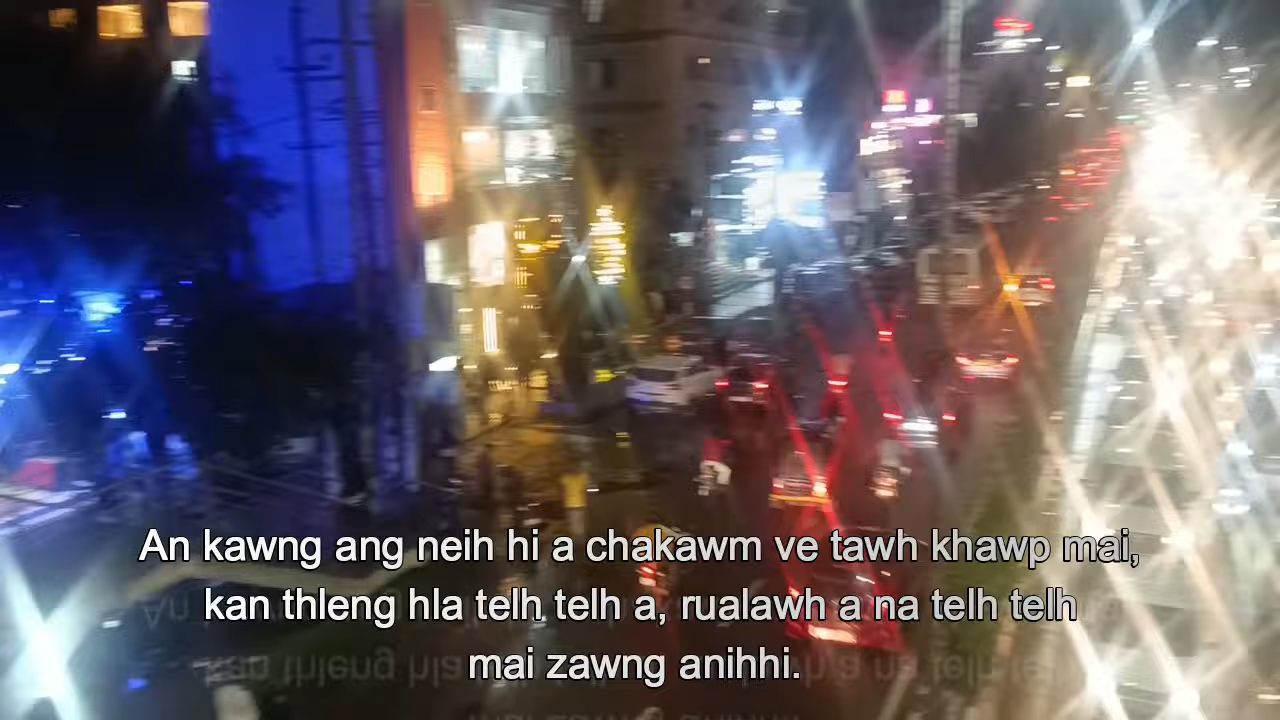 An kawng ang neih hi a chakawm ve tawh khawp mai,
kan thleng hla telh telh a, rualawh a na telh telh
mai zawng anihhi.